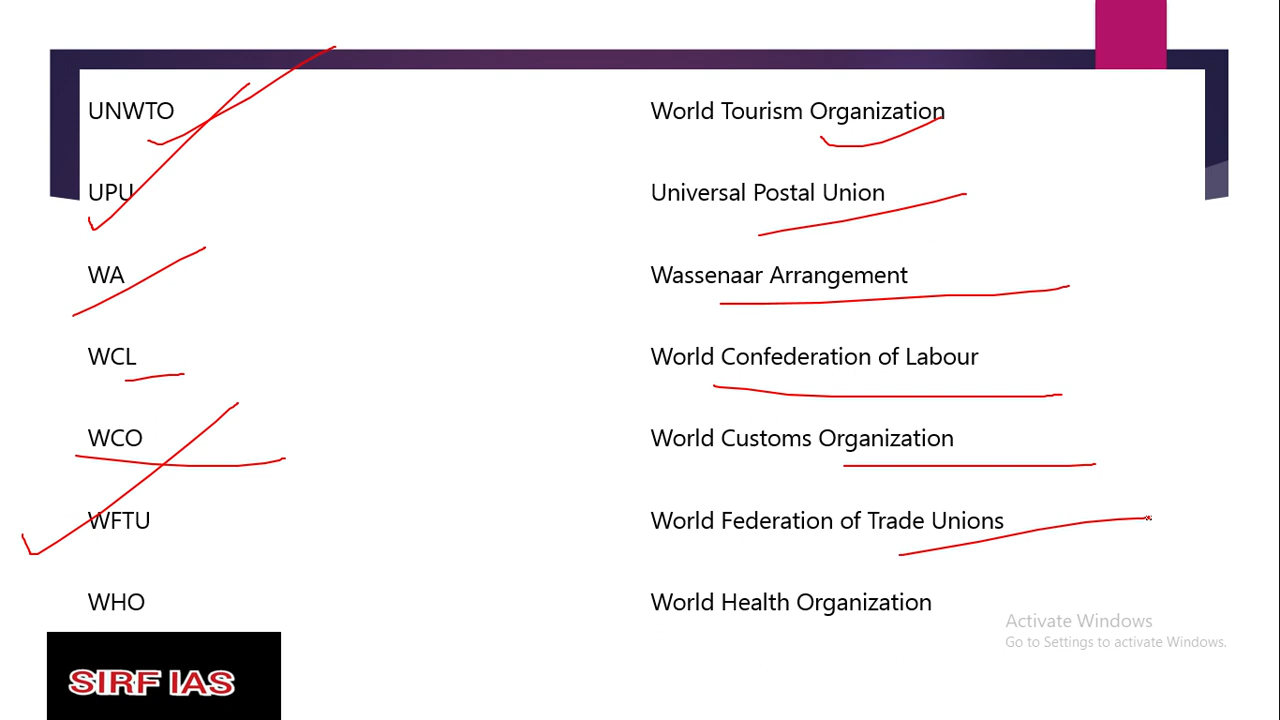 UNWTO World Tourism Organization
UPU Universal Postal Union
WA Wassenaar Arrangement
WCL World Confederation of Labour
WCO World Customs Organization
WFTU World Federation of Trade Unions
WHO World Health Organization
Activate Windows
Go to Settings to activate Windows.
SIRF IAS